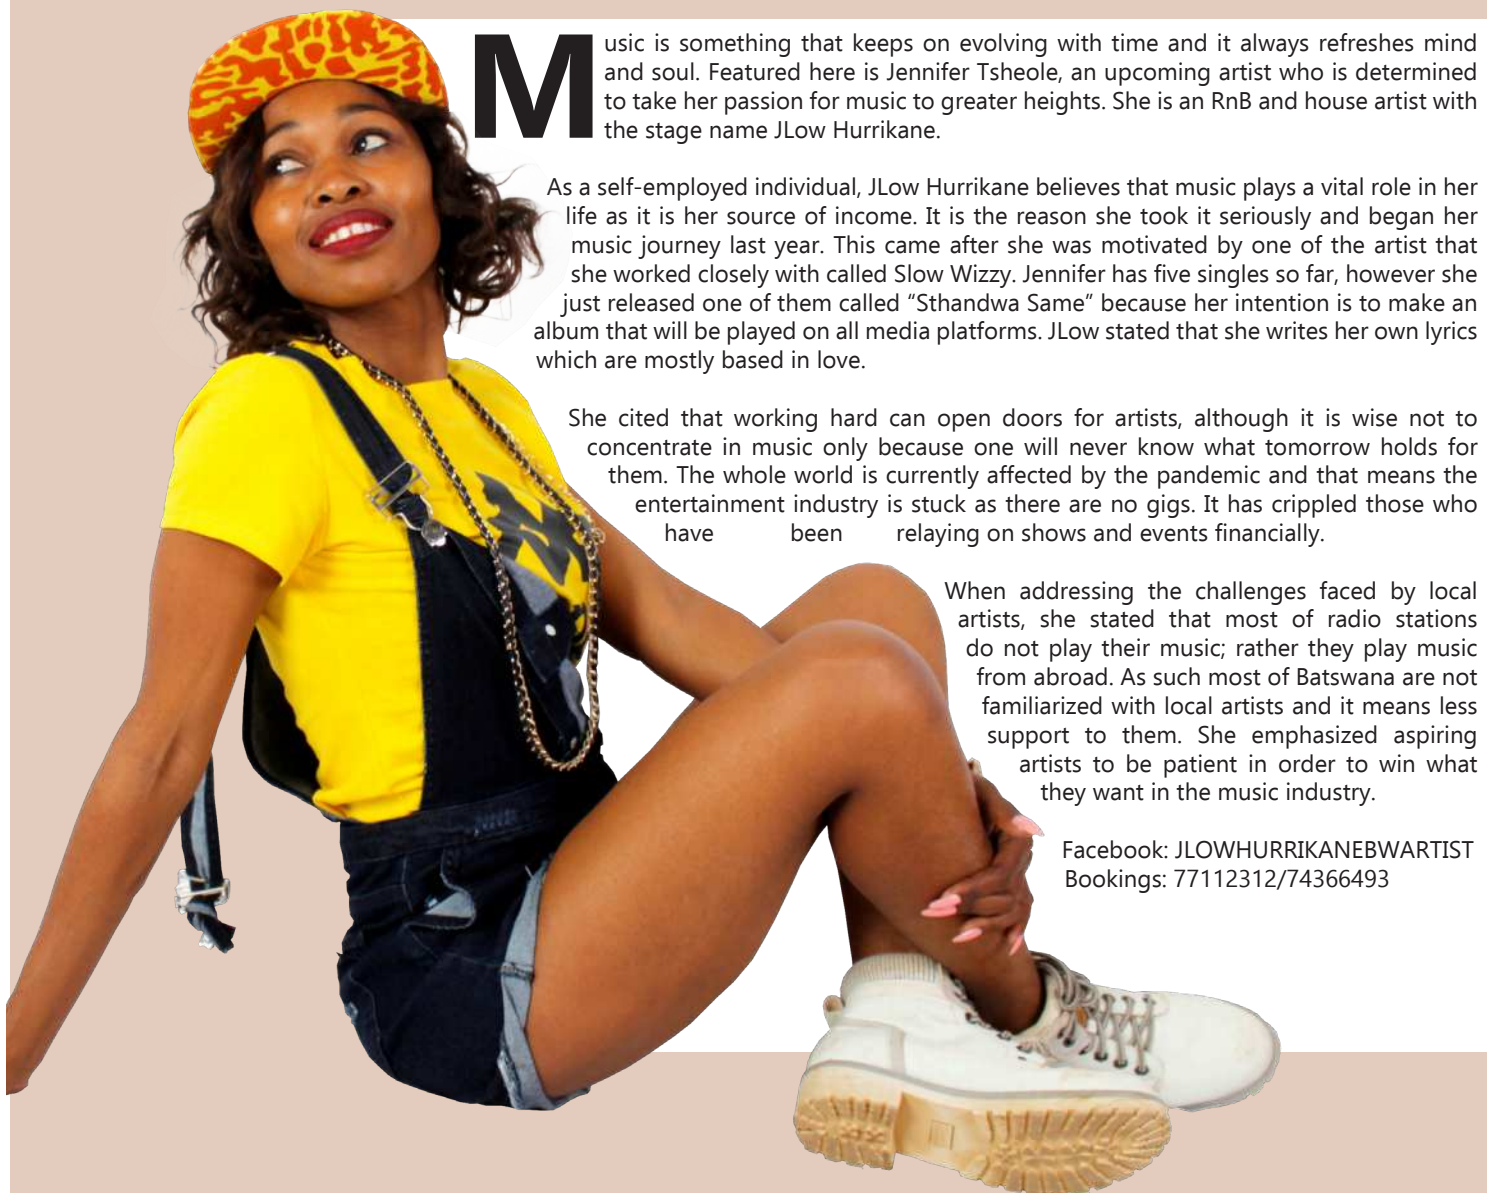 Music is something that keeps on evolving with time and it always refreshes mind
and soul. Featured here is Jennifer Tsheole, an upcoming artist who is determined
to take her passion for music to greater heights. She is an RnB and house artist with
the stage name JLow Hurrikane.
As a self-employed individual, JLow Hurrikane believes that music plays a vital role in her
life as it is her source of income. It is the reason she took it seriously and began her
music journey last year. This came after she was motivated by one of the artist that
she worked closely with called Slow Wizzy. Jennifer has five singles so far, however she
just released one of them called “Sthandwa Same” because her intention is to make an
album that will be played on all media platforms. JLow stated that she writes her own lyrics
which are mostly based in love.
She cited that working hard can open doors for artists, although it is wise not to
concentrate in music only because one will never know what tomorrow holds for
them. The whole world is currently affected by the pandemic and that means the
entertainment industry is stuck as there are no gigs. It has crippled those who
have been relaying on shows and events financially.
When addressing the challenges faced by local
artists, she stated that most of radio stations
do not play their music; rather they play music
from abroad. As such most of Batswana are not
familiarized with local artists and it means less
support to them. She emphasized aspiring
artists to be patient in order to win what
they want in the music industry.
Facebook: JLOWHURRIKANEBWARTIST
Bookings: 77112312/74366493